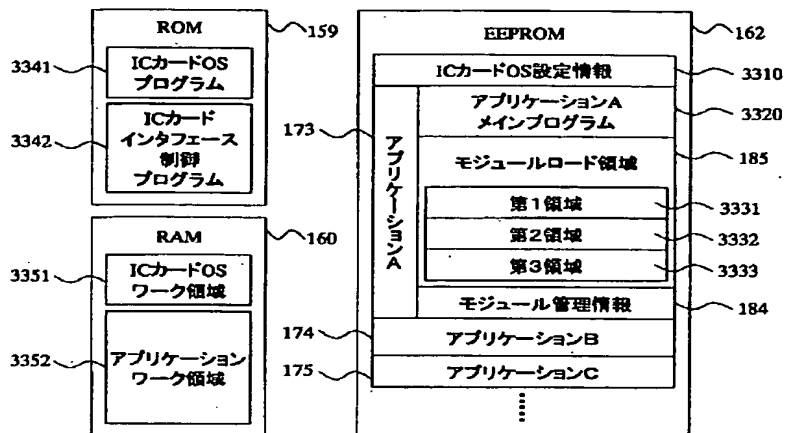 ROM
159
3341
ICカードOS
プログラム
3342
ICカード
インタフェース
制御
プログラム
RAM
160
3351
ICカードOS
ワーク領域
3352
アプリケーション
ワーク領域
EEPROM
162
ICカードOS設定情報
3310
173
アプリケーションA
アプリケーションA
メインプログラム
3320
モジュールロード領域
185
第1領域
3331
第2領域
3332
第3領域
3333
モジュール管理情報
184
174
アプリケーションB
175
アプリケーションC